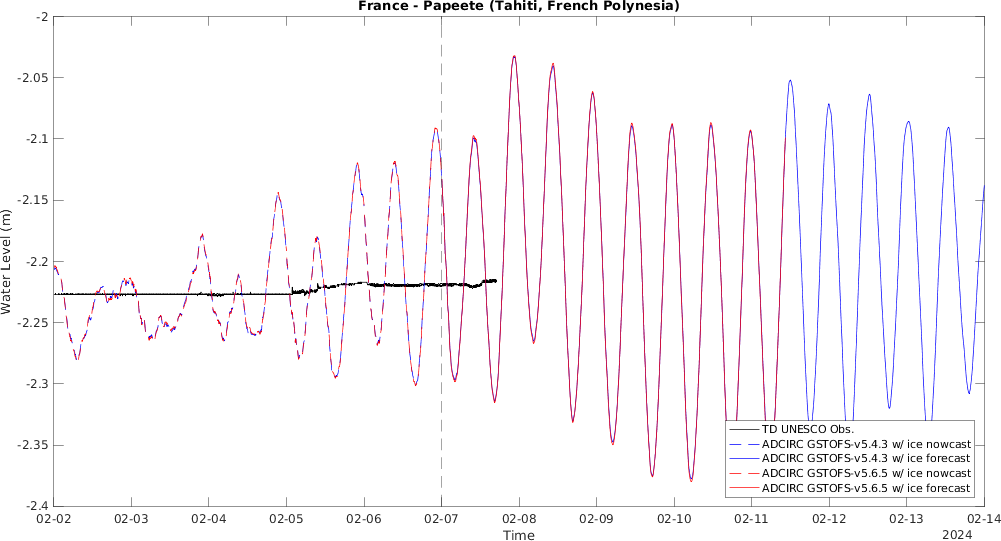 France - Papeete (Tahiti, French Polynesia)
-2
-2.05
-2.1
-2.15
-2.2
-2.25
-2.3
-2.35
-2.4
Water Level (m)
TD UNESCO Obs.
ADCIRC GSTOFS-v5.4.3 w/ ice nowcast
ADCIRC GSTOFS-v5.4.3 w/ ice forecast
ADCIRC GSTOFS-v5.6.5 w/ ice nowcast
ADCIRC GSTOFS-v5.6.5 w/ ice forecast
02-02 02-03 02-04 02-05 02-06 02-07 02-08 02-09 02-10 02-11 02-12 02-13 02-14
Time
2024